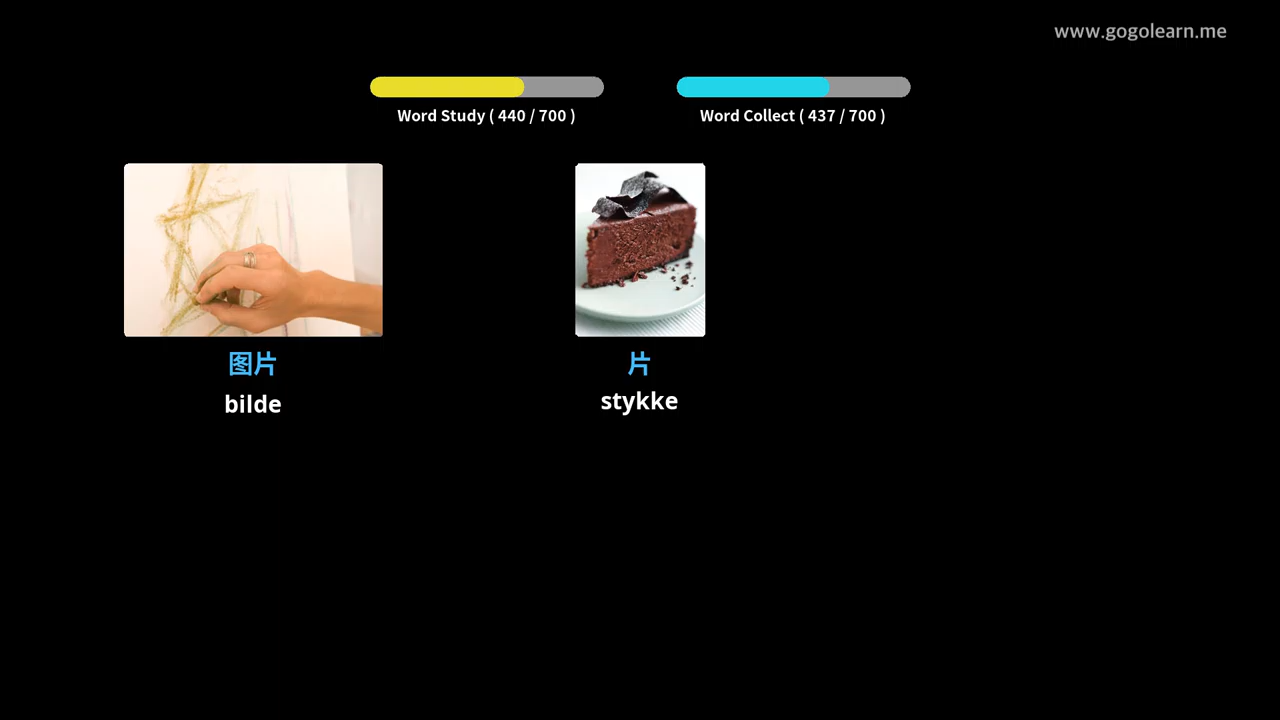 www.gogolearn.me
Word Study ( 440 / 700 )
Word Collect ( 437 / 700 )
图片
bilde
片
stykke